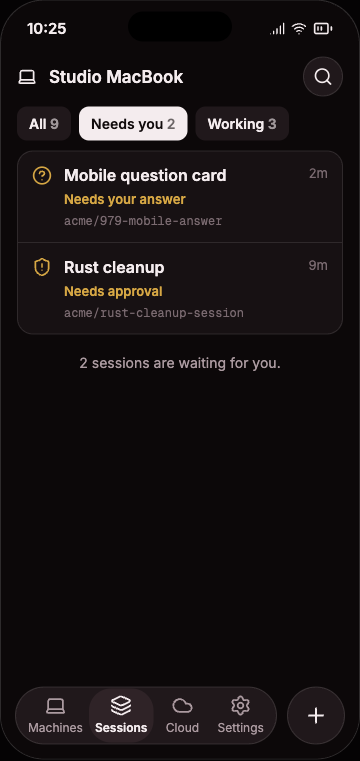 10:25
Studio MacBook
All 9
Needs you 2
Working 3
Mobile question card
2m
Needs your answer
acme/979-mobile-answer
Rust cleanup
9m
Needs approval
acme/rust-cleanup-session
2 sessions are waiting for you.
Machines
Sessions
Cloud
Settings